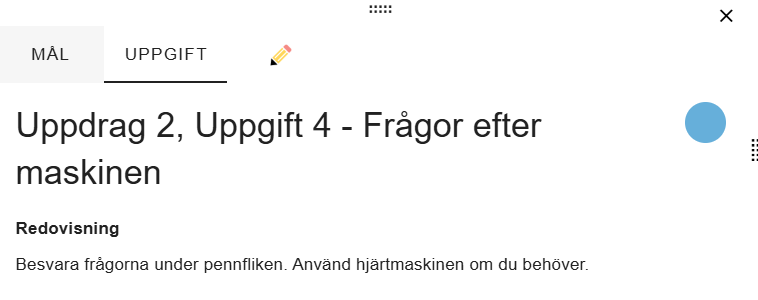 MÅL
UPPGIFT
Uppdrag 2, Uppgift 4 - Frågor efter
maskinen
Redovisning
Besvara frågorna under pennfliken. Använd hjärtmaskinen om du behöver.